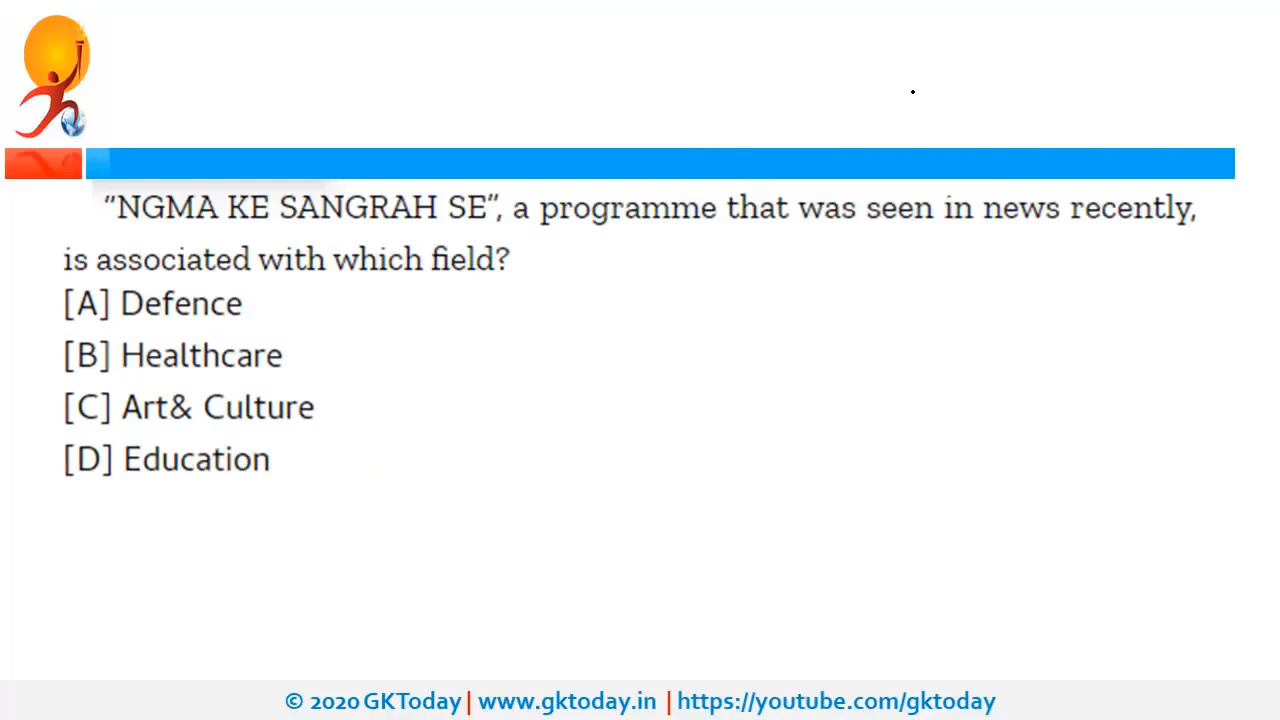 “NGMA KE SANGRAH SE”, a programme that was seen in news recently,
is associated with which field?
[A] Defence
[B] Healthcare
[C] Art& Culture
[D] Education
© 2020 GKToday | www.gktoday.in | https://youtube.com/gktoday